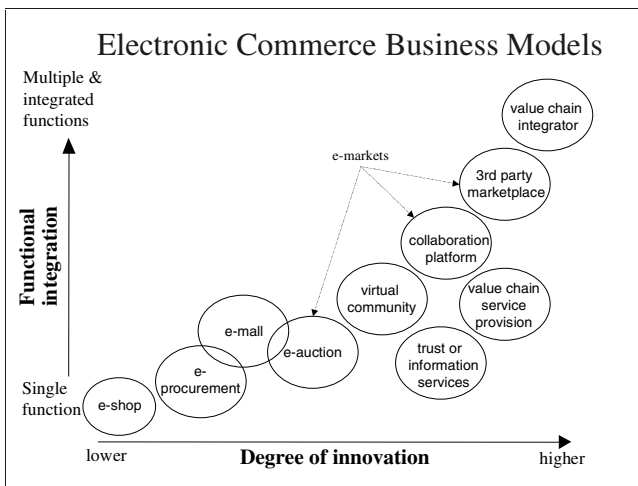 Electronic Commerce Business Models
Multiple &
integrated
functions
value chain
integrator
e-markets
3rd party
marketplace
Functional
integration
collaboration
platform
virtual
community
value chain
service
provision
e-mall
e-auction
trust or
information
services
e-
procurement
Single
function
e-shop
lower
Degree of innovation
higher